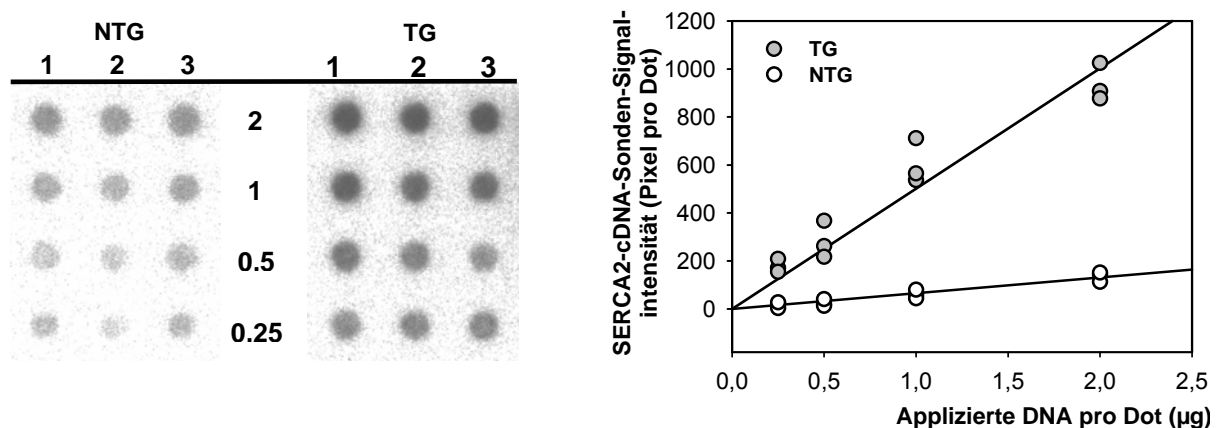 NTG
TG
1 2 3
1 2 3
2
1
0.5
0.25
SERCA2-cDNA-Sonden-Signal-
intensität (Pixel pro Dot)
1200
1000
800
600
400
200
0
TG
NTG
0,0 0,5 1,0 1,5 2,0 2,5
Applizierte DNA pro Dot (µg)